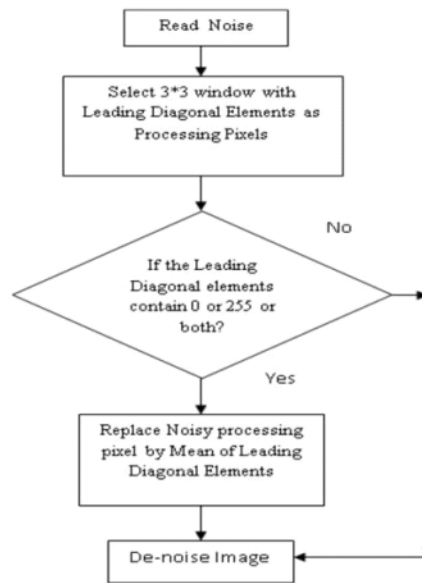 Read Noise
Select 3*3 window with
Leading Diagonal Elements as
Processing Pixels
No
If the Leading
Diagonal elements
contain 0 or 255 or
both?
Yes
Replace Noisy processing
pixel by Mean of Leading
Diagonal Elements
De-noise Image